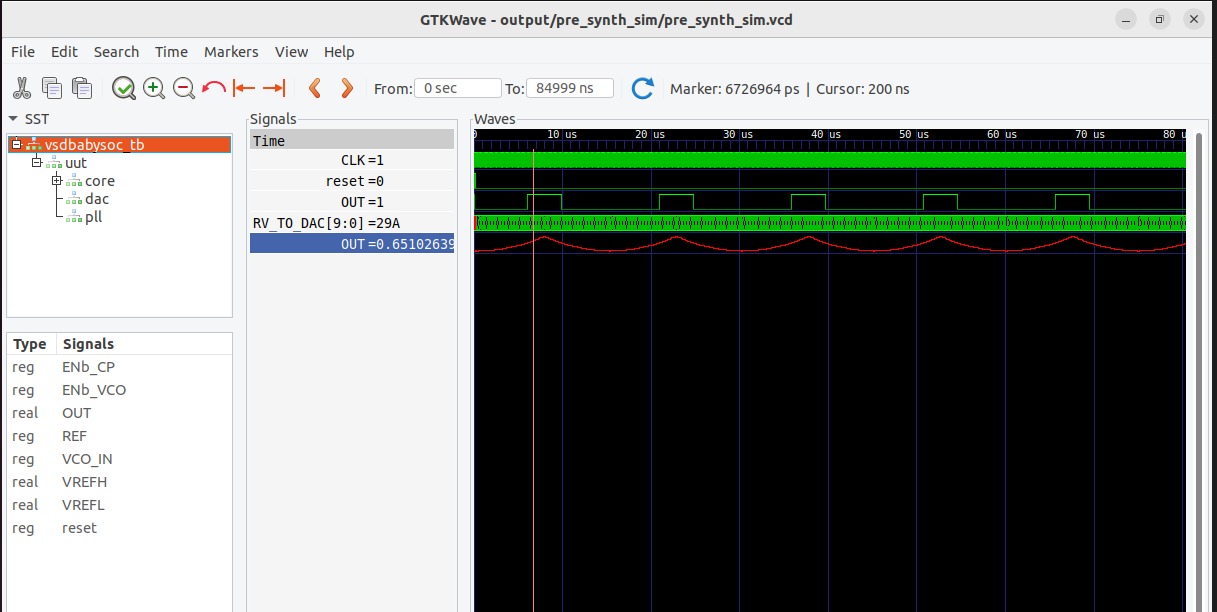 GTKWave - output/pre_synth_sim/pre_synth_sim.vcd
File Edit Search Time Markers View Help
From: 0 sec To: 84999 ns Marker: 6726964 ps | Cursor: 200 ns
SST
vsdbabysoc_tb
uut
core
dac
pll
Type Signals
reg ENb_CP
reg ENb_VCO
real OUT
reg REF
reg VCO_IN
real VREFH
real VREFL
reg reset
Signals
Time
CLK=1
reset=0
OUT=1
RV_TO_DAC[9:0]=29A
OUT=0.65102639
Waves
0 10 us 20 us 30 us 40 us 50 us 60 us 70 us 80 u